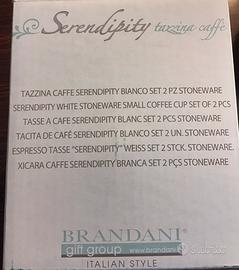 Serendipity tazzina caffè
TAZZINA CAFFE SERENDIPITY BIANCO SET 2 PZ STONEWARE
SERENDIPITY WHITE STONEWARE SMALL COFFEE CUP SET OF 2 PCS
TASSE A CAFE SERENDIPITY BLANC SET 2 PCS STONEWARE
TACITA DE CAFÉ SERENDIPITY BLANCO SET 2 UN. STONEWARE
ESPRESSO TASSE "SERENDIPITY" WEISS SET 2 STCK. STONEWARE.
XICARA CAFFE SERENDIPITY BRANCA SET 2 PÇS STONEWARE
BRANDANI®
gift group www.brandani
ITALIAN STYLE